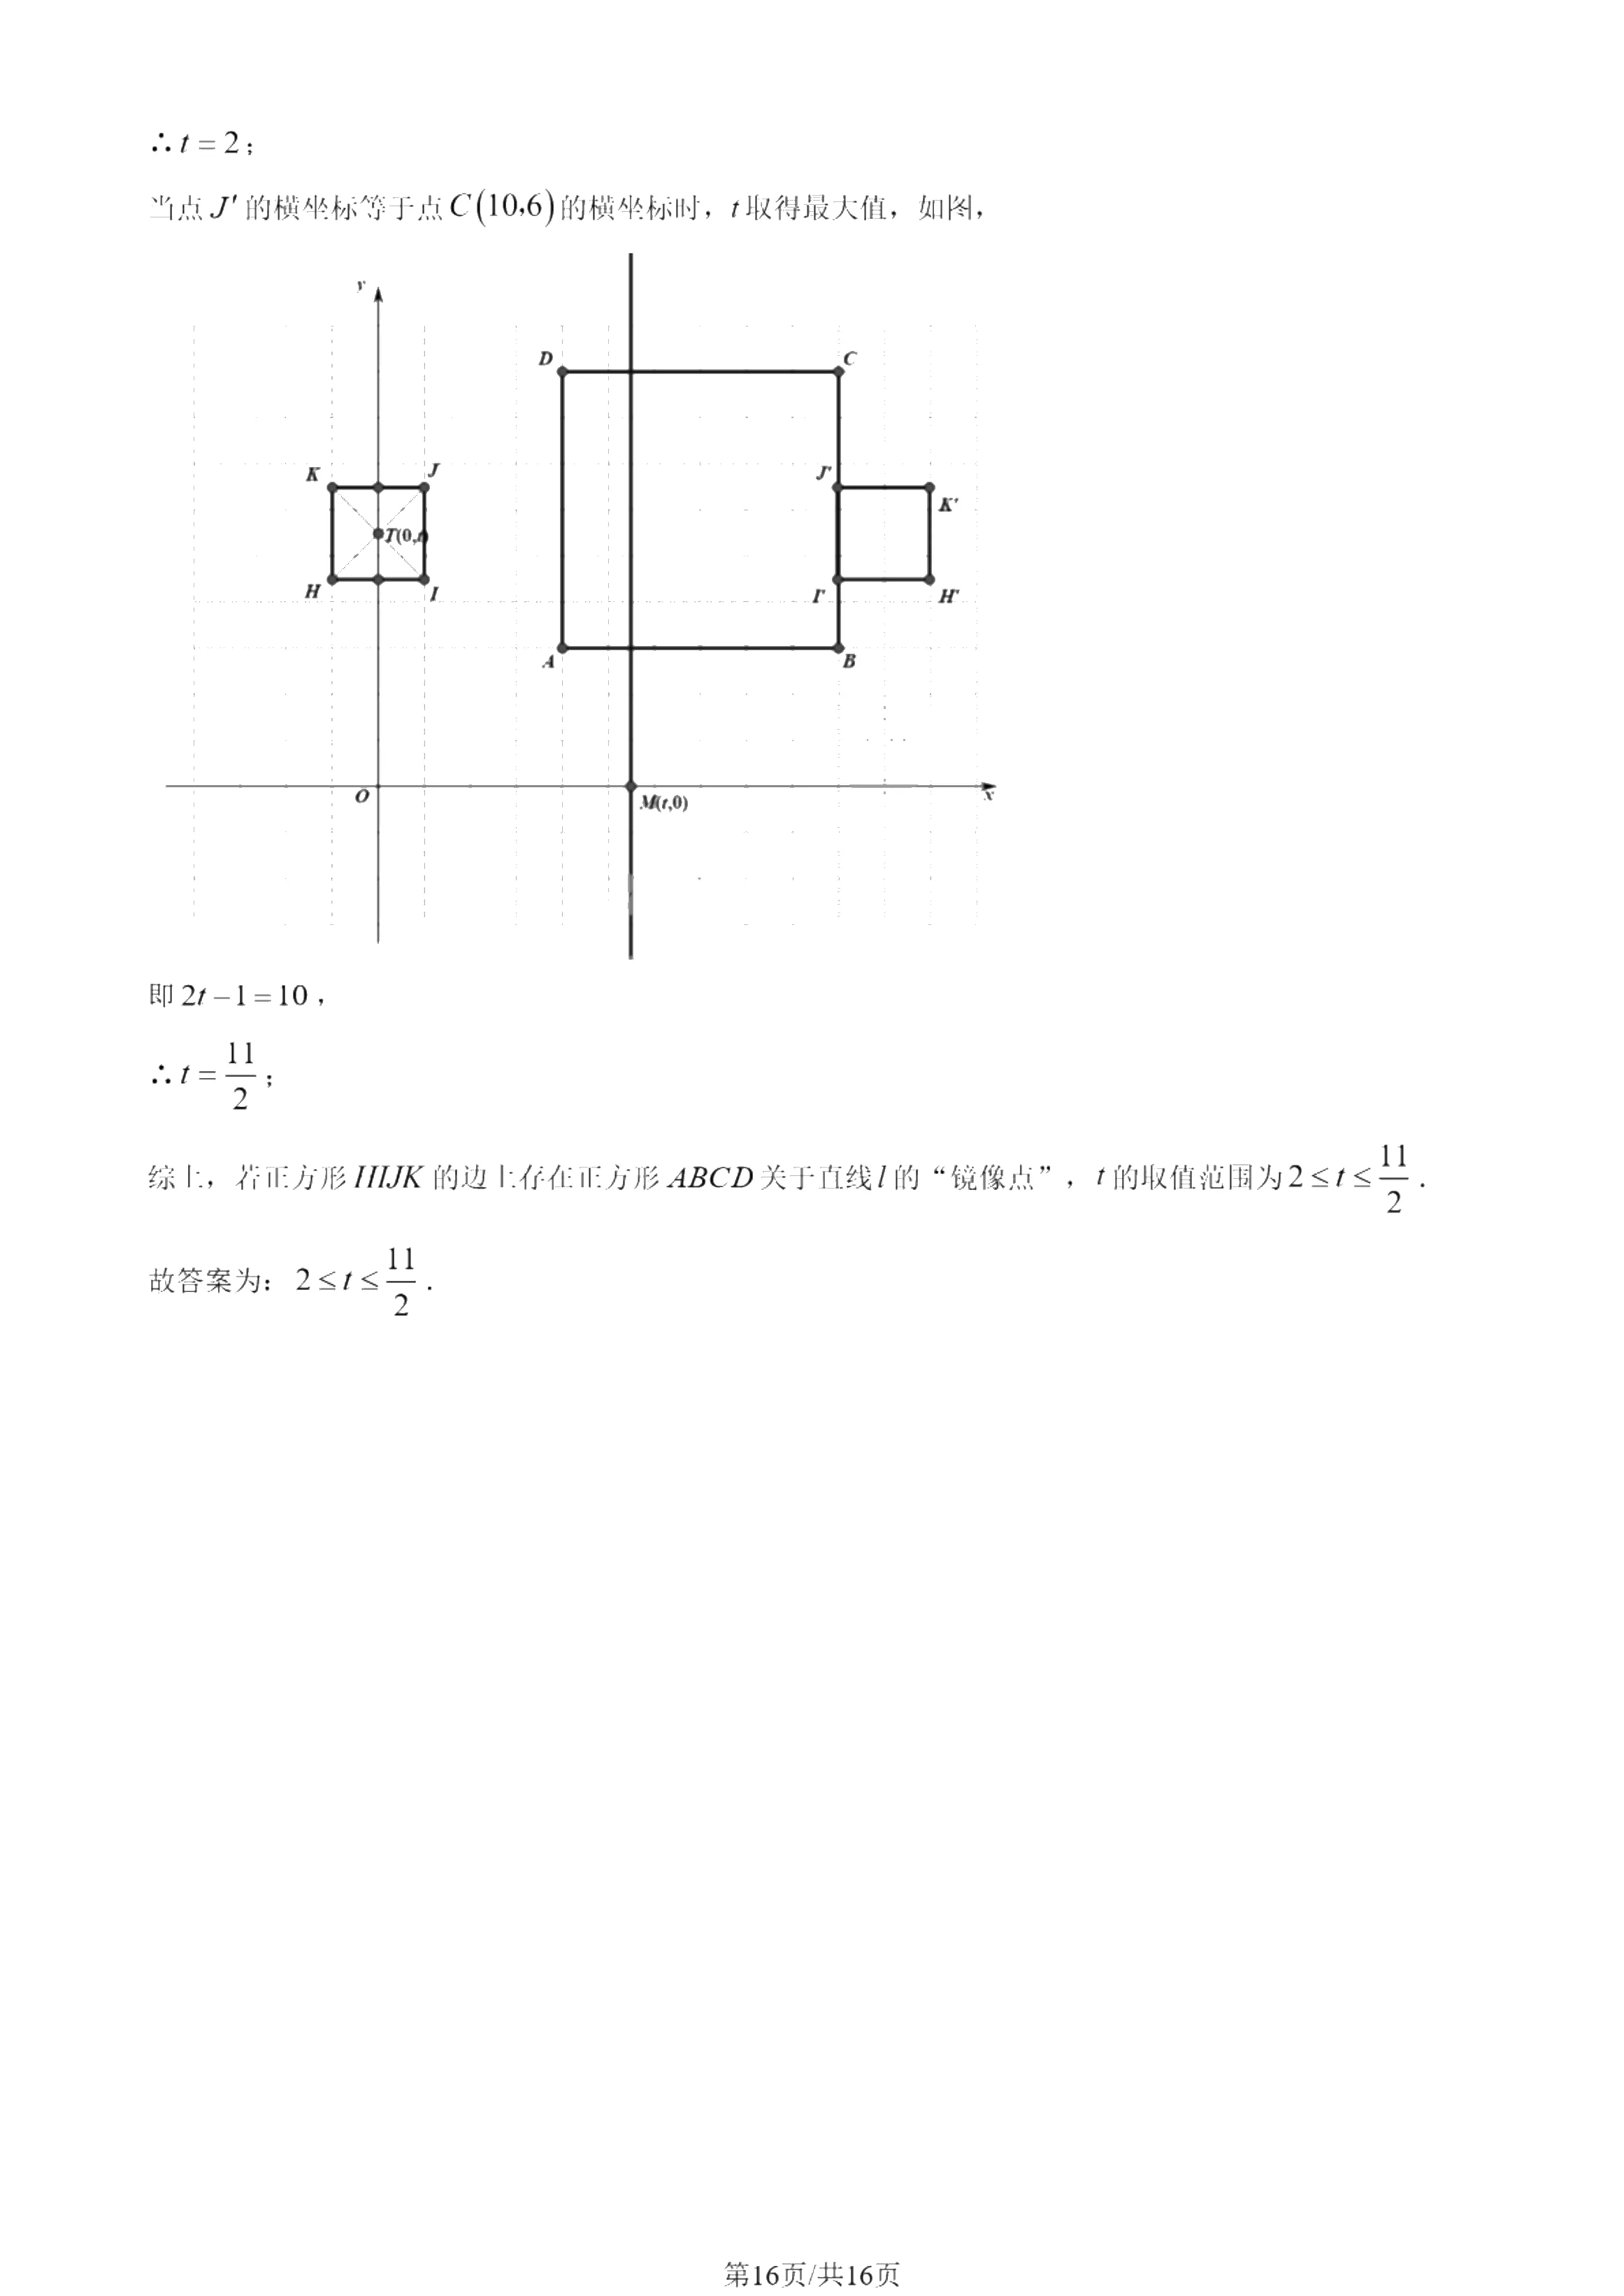 ∴ t = 2；
当点 J′ 的横坐标等于点 C(10,6) 的横坐标时，t 取得最大值，如图，
y
D C
K J
J′
K′
T(0,t)
H I
I′ H′
A B
O M(t,0) x
即 2t − 1 = 10，
∴ t = 11/2；
综上，若正方形 HIJK 的边上存在正方形 ABCD 关于直线 l 的“镜像点”，t 的取值范围为 2 ≤ t ≤ 11/2．
故答案为：2 ≤ t ≤ 11/2．
第16页/共16页